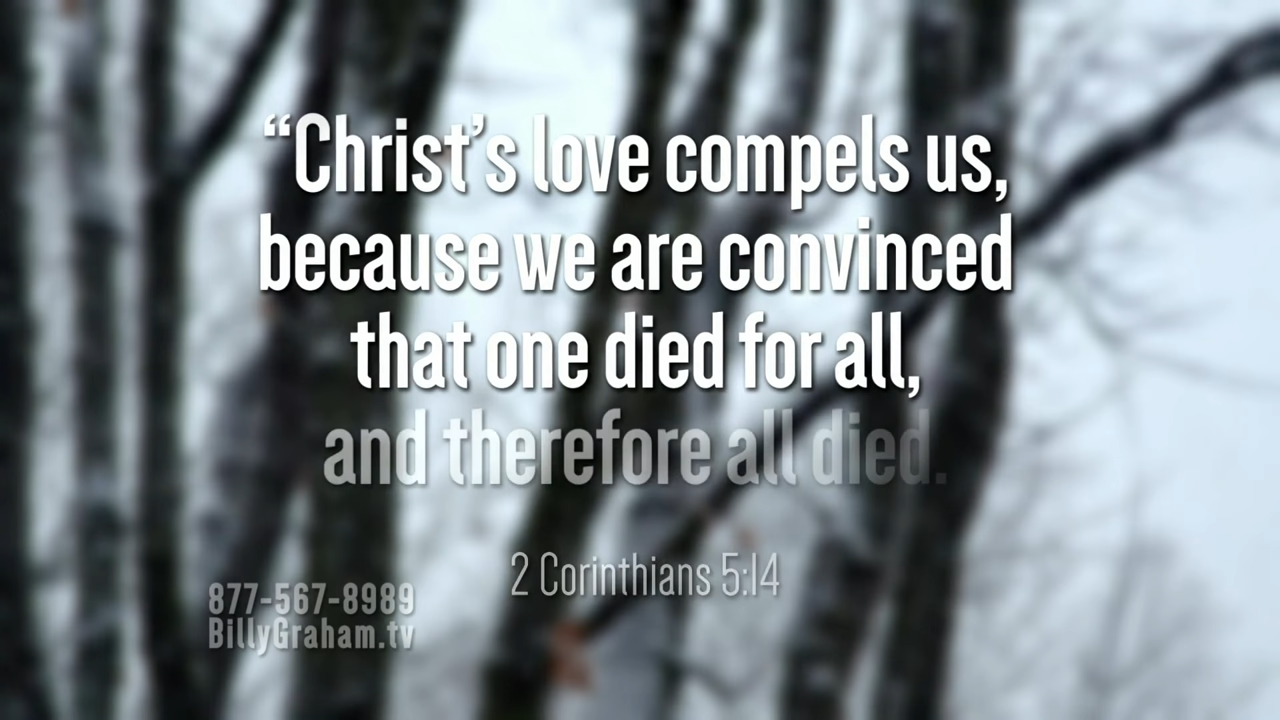 “Christ’s love compels us,
because we are convinced
that one died for all,
and therefore all died.
2 Corinthians 5:14
877-567-8989
BillyGraham.tv